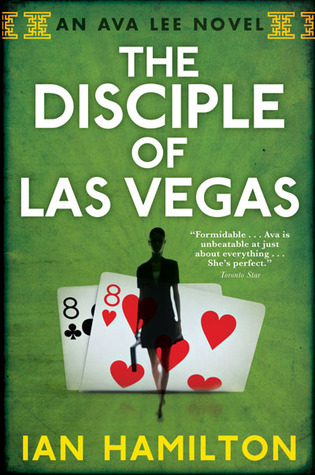 AN AVA LEE NOVEL
THE
DISCIPLE
OF
LAS VEGAS
“Formidable . . . Ava is
unbeatable at just
about everything . . .
She’s perfect.”
Toronto Star
8
8
IAN HAMILTON